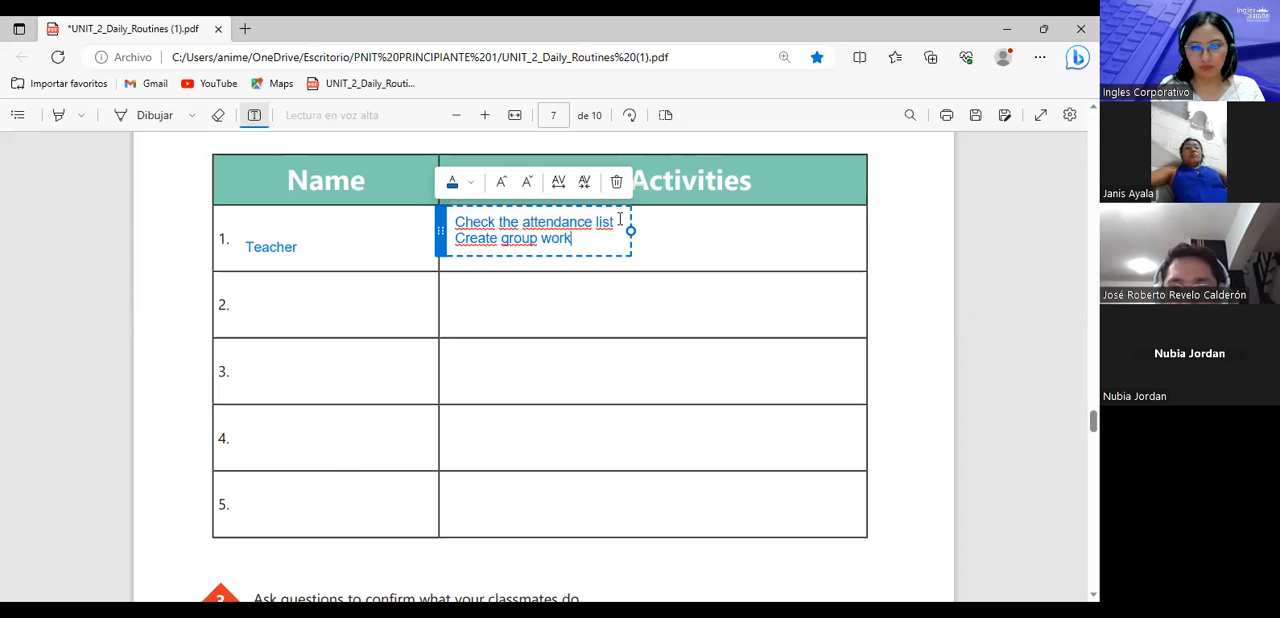 *UNIT_2_Daily_Routines (1).pdf
Archivo
C:/Users/anime/OneDrive/Escritorio/PNIT%20PRINCIPIANTE%201/UNIT_2_Daily_Routines%20(1).pdf
Importar favoritos
Gmail
YouTube
Maps
UNIT_2_Daily_Routi...
Dibujar
Lectura en voz alta
7
de 10
Name
Activities
1.
Teacher
Check the attendance list
Create group work
2.
3.
4.
5.
3
Ask questions to confirm what your classmates do
Ingles Corporativo
Janis Ayala
José Roberto Revelo Calderón
Nubia Jordan
Nubia Jordan